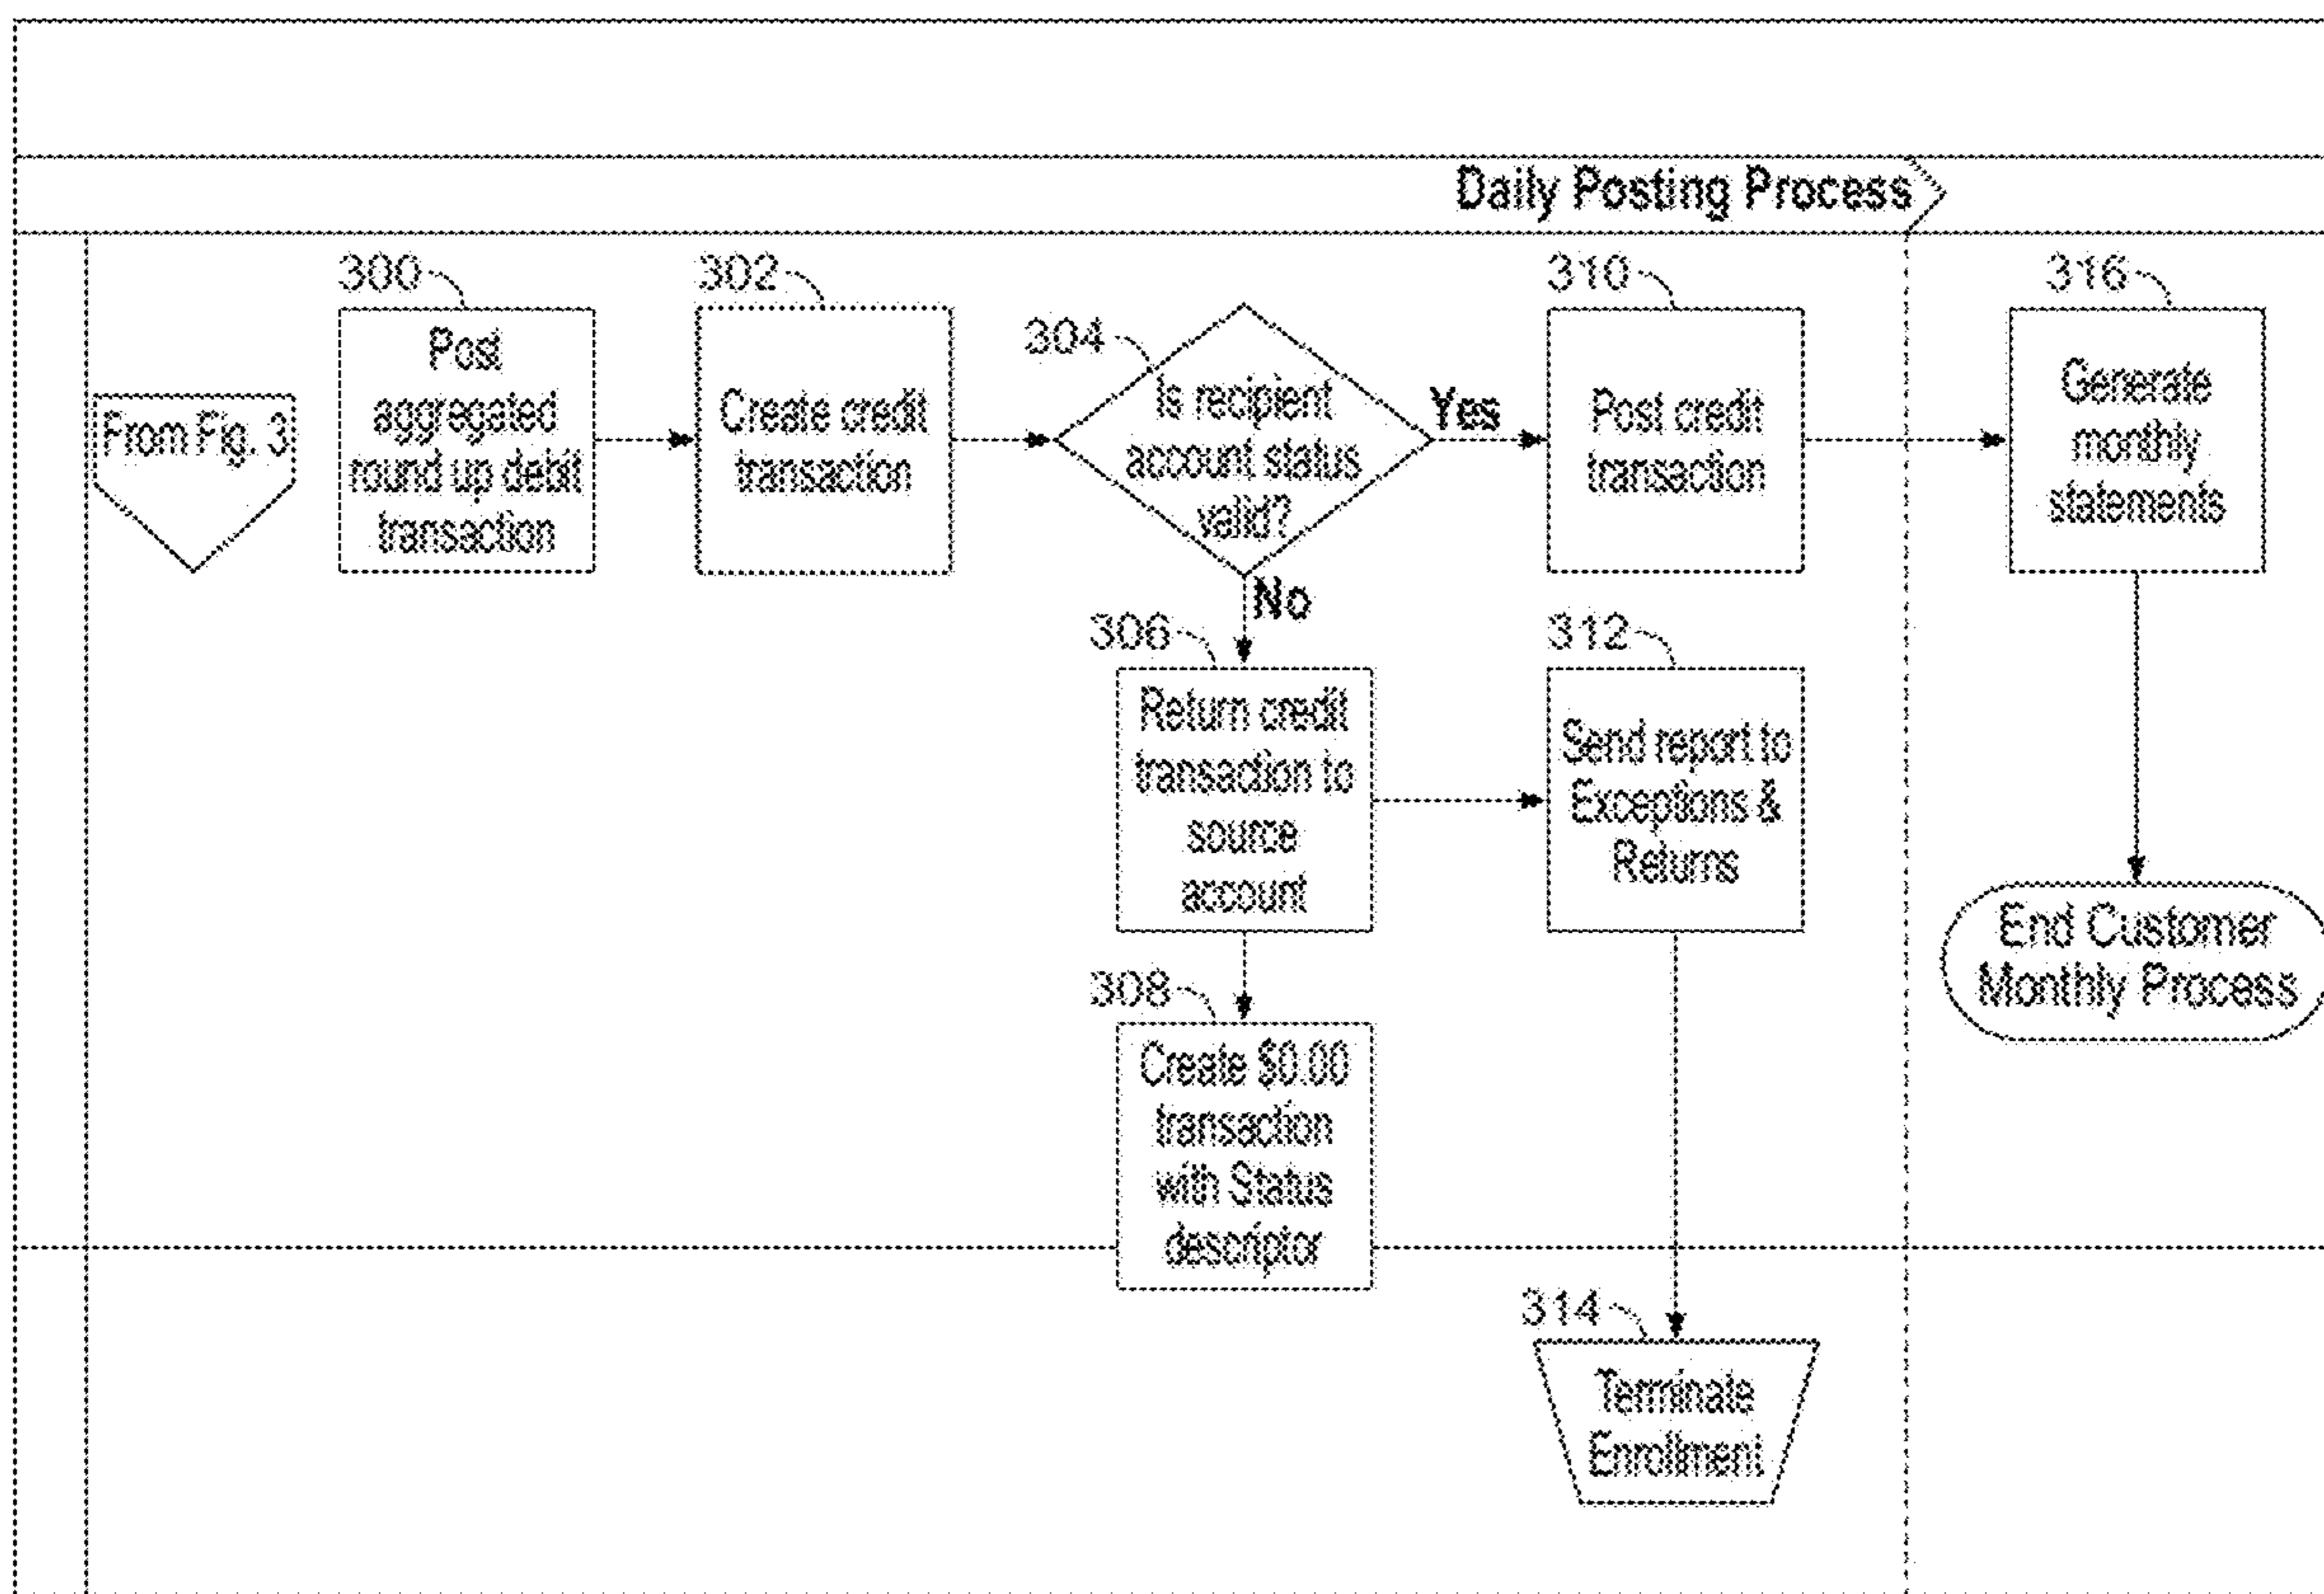 Daily Posting Process
300
302
310
316
304
From Fig. 3
Post
aggregated
round up debit
transaction
Create credit
transaction
Is recipient
account status
valid?
Yes
Post credit
transaction
Generate
monthly
statements
No
306
312
Return credit
transaction to
source
account
Send report to
Exceptions &
Returns
End Customer
Monthly Process
308
Create $0.00
transaction
with Status
descriptor
314
Terminate
Enrollment